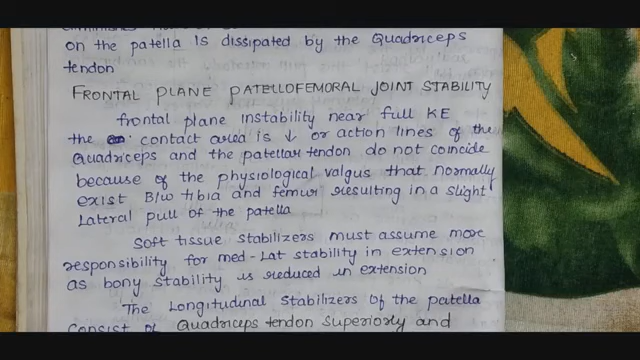 on the patella is dissipated by the Quadriceps
tendon
FRONTAL PLANE PATELLOFEMORAL JOINT STABILITY
frontal plane instability near full KE
the contact area is ↓ or action lines of the
Quadriceps and the patellar tendon do not coincide
because of the physiological valgus that normally
exist B/w tibia and femur resulting in a slight
Lateral pull of the patella
Soft tissue stabilizers must assume more
responsibility for med-Lat stability in extension
as bony stability is reduced in extension
The Longitudinal stabilizers of the patella
consist of Quadriceps tendon superiorly and